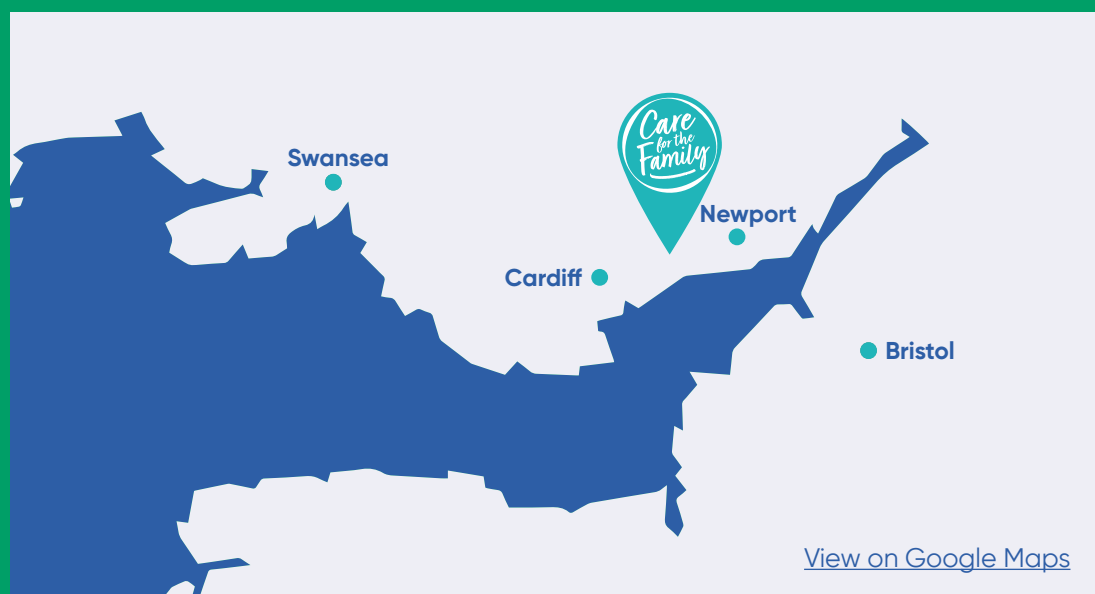 Care
for the
Family
Swansea
Newport
Cardiff
Bristol
View on Google Maps